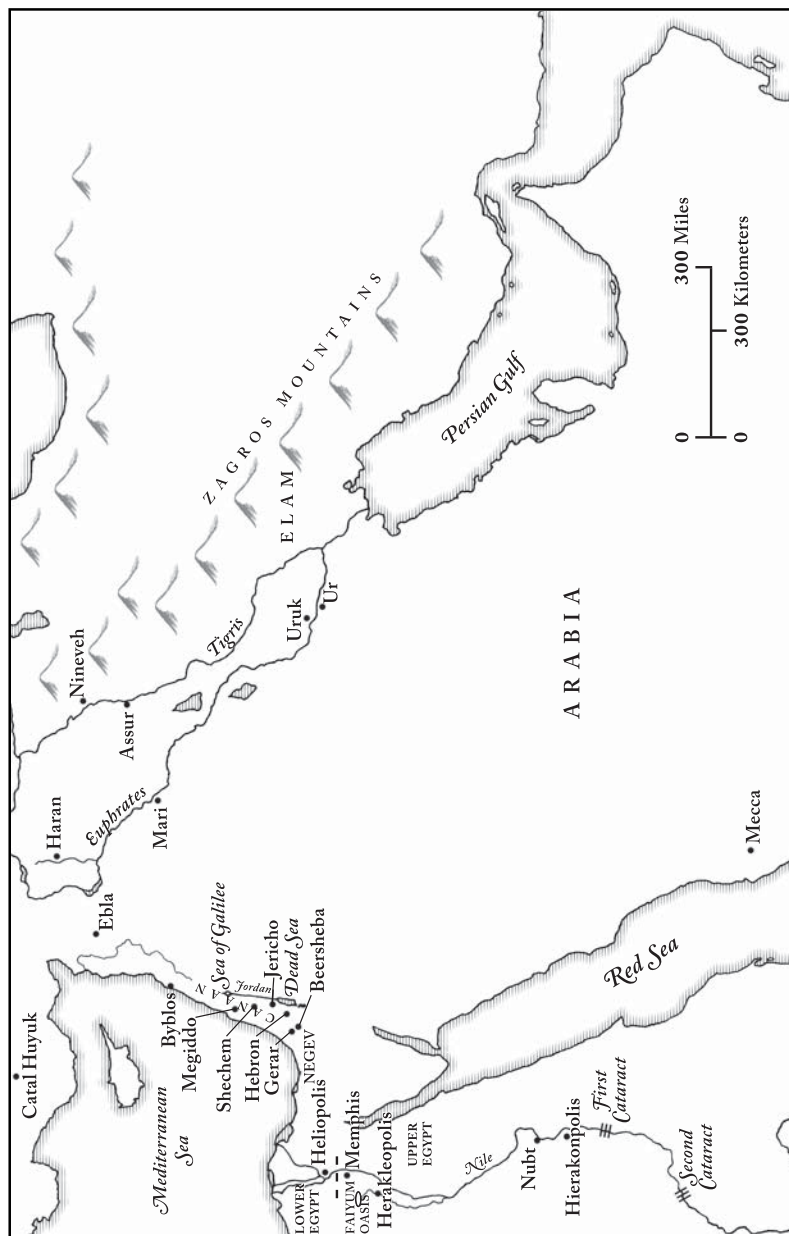 Catal Huyuk
Mediterranean
Sea
Ebla
Haran
Euphrates
Mari
Nineveh
Assur
Tigris
ZAGROS MOUNTAINS
ELAM
Uruk
Ur
Persian Gulf
Byblos
Megiddo
Shechem
Hebron
Gerar
NEGEV
CANAAN
Sea of Galilee
Jordan
Jericho
Dead Sea
Beersheba
LOWER
EGYPT
Heliopolis
FAIYUM
OASIS
Memphis
Herakleopolis
UPPER
EGYPT
Nile
Nubt
Hierakonpolis
First
Cataract
Second
Cataract
Red Sea
Mecca
ARABIA
0 300 Miles
0 300 Kilometers